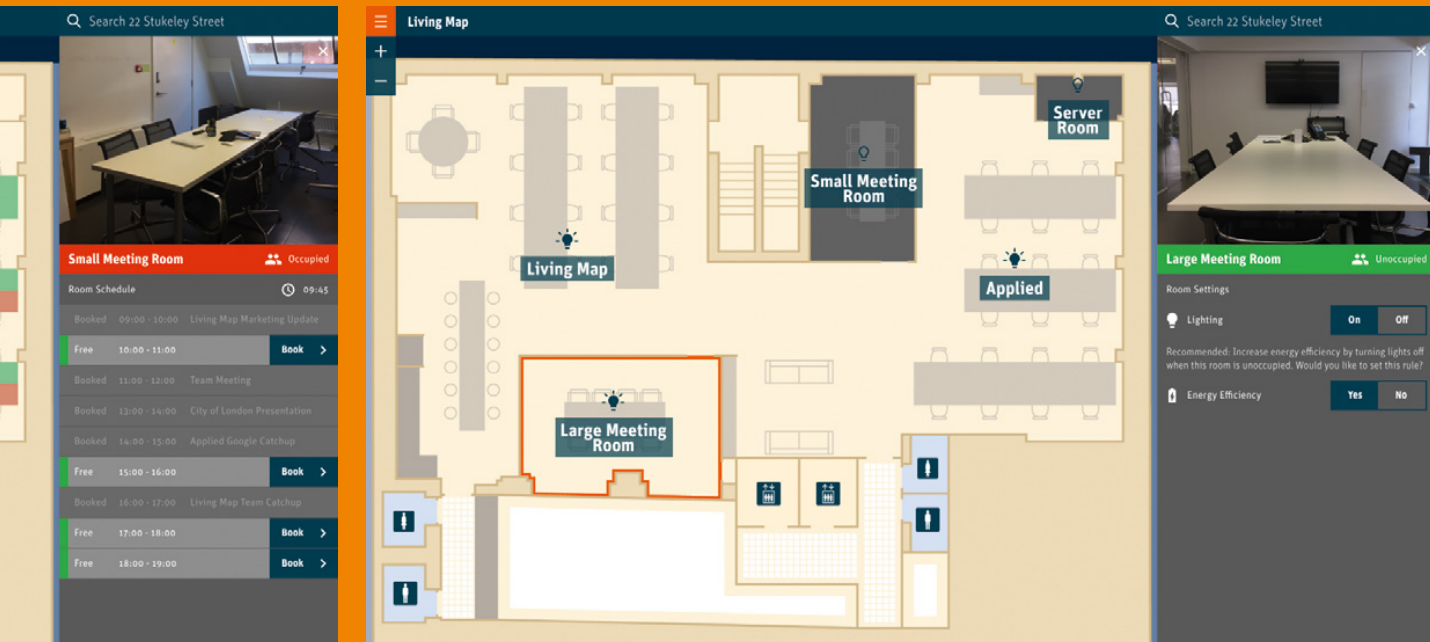 Search 22 Stukeley Street
Small Meeting Room
Occupied
Room Schedule
09:45
Booked 09:00 - 10:00 Living Map Marketing Update
Free 10:00 - 11:00 Book
Booked 11:00 - 12:00 Team Meeting
Booked 13:00 - 14:00 City of London Presentation
Booked 14:00 - 15:00 Applied Google Catchup
Free 15:00 - 16:00 Book
Booked 16:00 - 17:00 Living Map Team Catchup
Free 17:00 - 18:00 Book
Free 18:00 - 19:00 Book
Living Map
Server
Room
Small Meeting
Room
Living Map
Applied
Large Meeting
Room
Search 22 Stukeley Street
Large Meeting Room
Unoccupied
Room Settings
Lighting
On Off
Recommended: Increase energy efficiency by turning lights off
when this room is unoccupied. Would you like to set this rule?
Energy Efficiency
Yes No